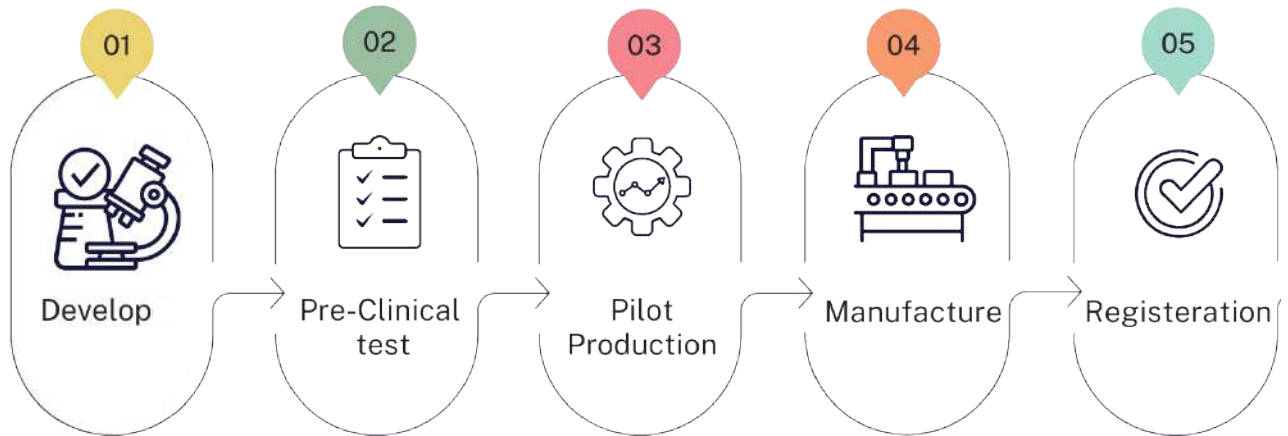 01
02
03
04
05
Develop
Pre-Clinical
test
Pilot
Production
Manufacture
Registeration